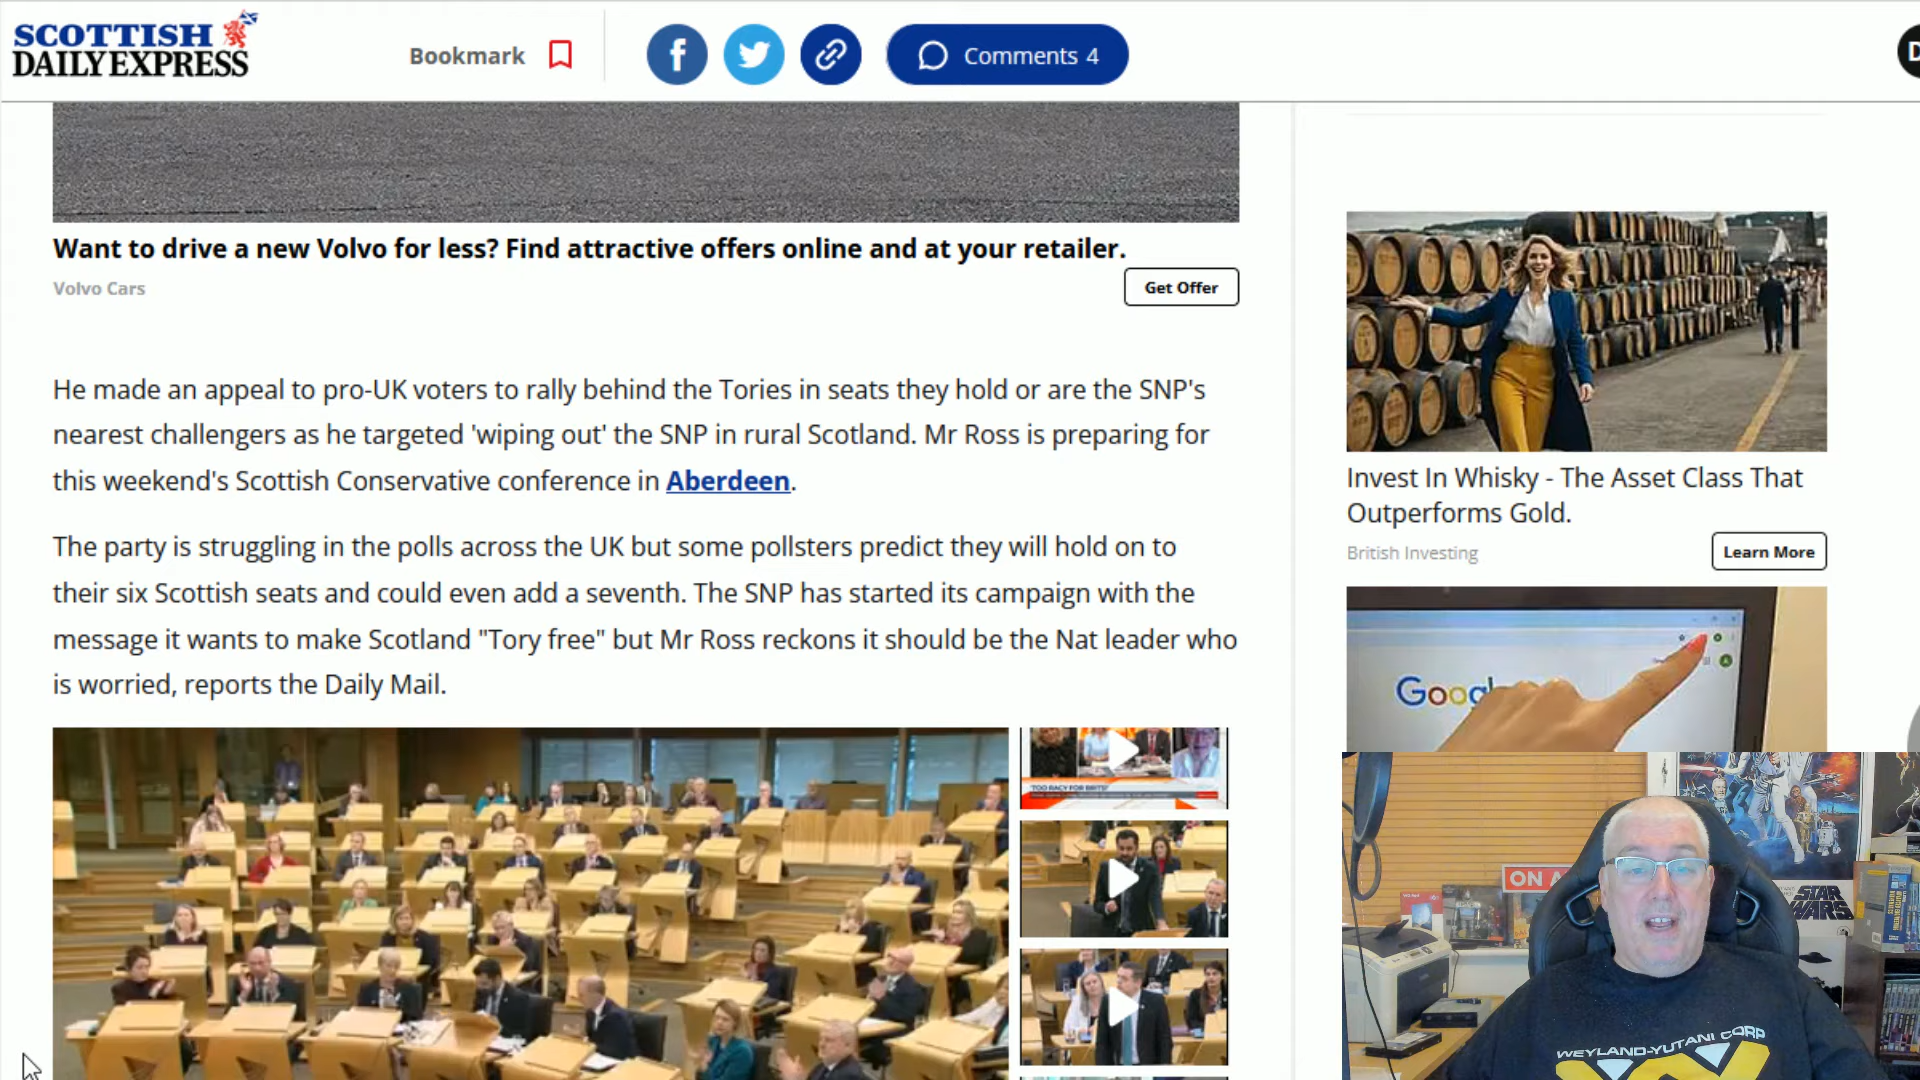 SCOTTISH
DAILY EXPRESS
Bookmark
Comments 4
D
Want to drive a new Volvo for less? Find attractive offers online and at your retailer.
Volvo Cars
Get Offer
He made an appeal to pro-UK voters to rally behind the Tories in seats they hold or are the SNP's
nearest challengers as he targeted 'wiping out' the SNP in rural Scotland. Mr Ross is preparing for
this weekend's Scottish Conservative conference in Aberdeen.
The party is struggling in the polls across the UK but some pollsters predict they will hold on to
their six Scottish seats and could even add a seventh. The SNP has started its campaign with the
message it wants to make Scotland "Tory free" but Mr Ross reckons it should be the Nat leader who
is worried, reports the Daily Mail.
Invest In Whisky - The Asset Class That
Outperforms Gold.
British Investing
Learn More
'TOO RACY FOR BRITS'
ON A
STAR
WARS
WEYLAND-YUTANI CORP